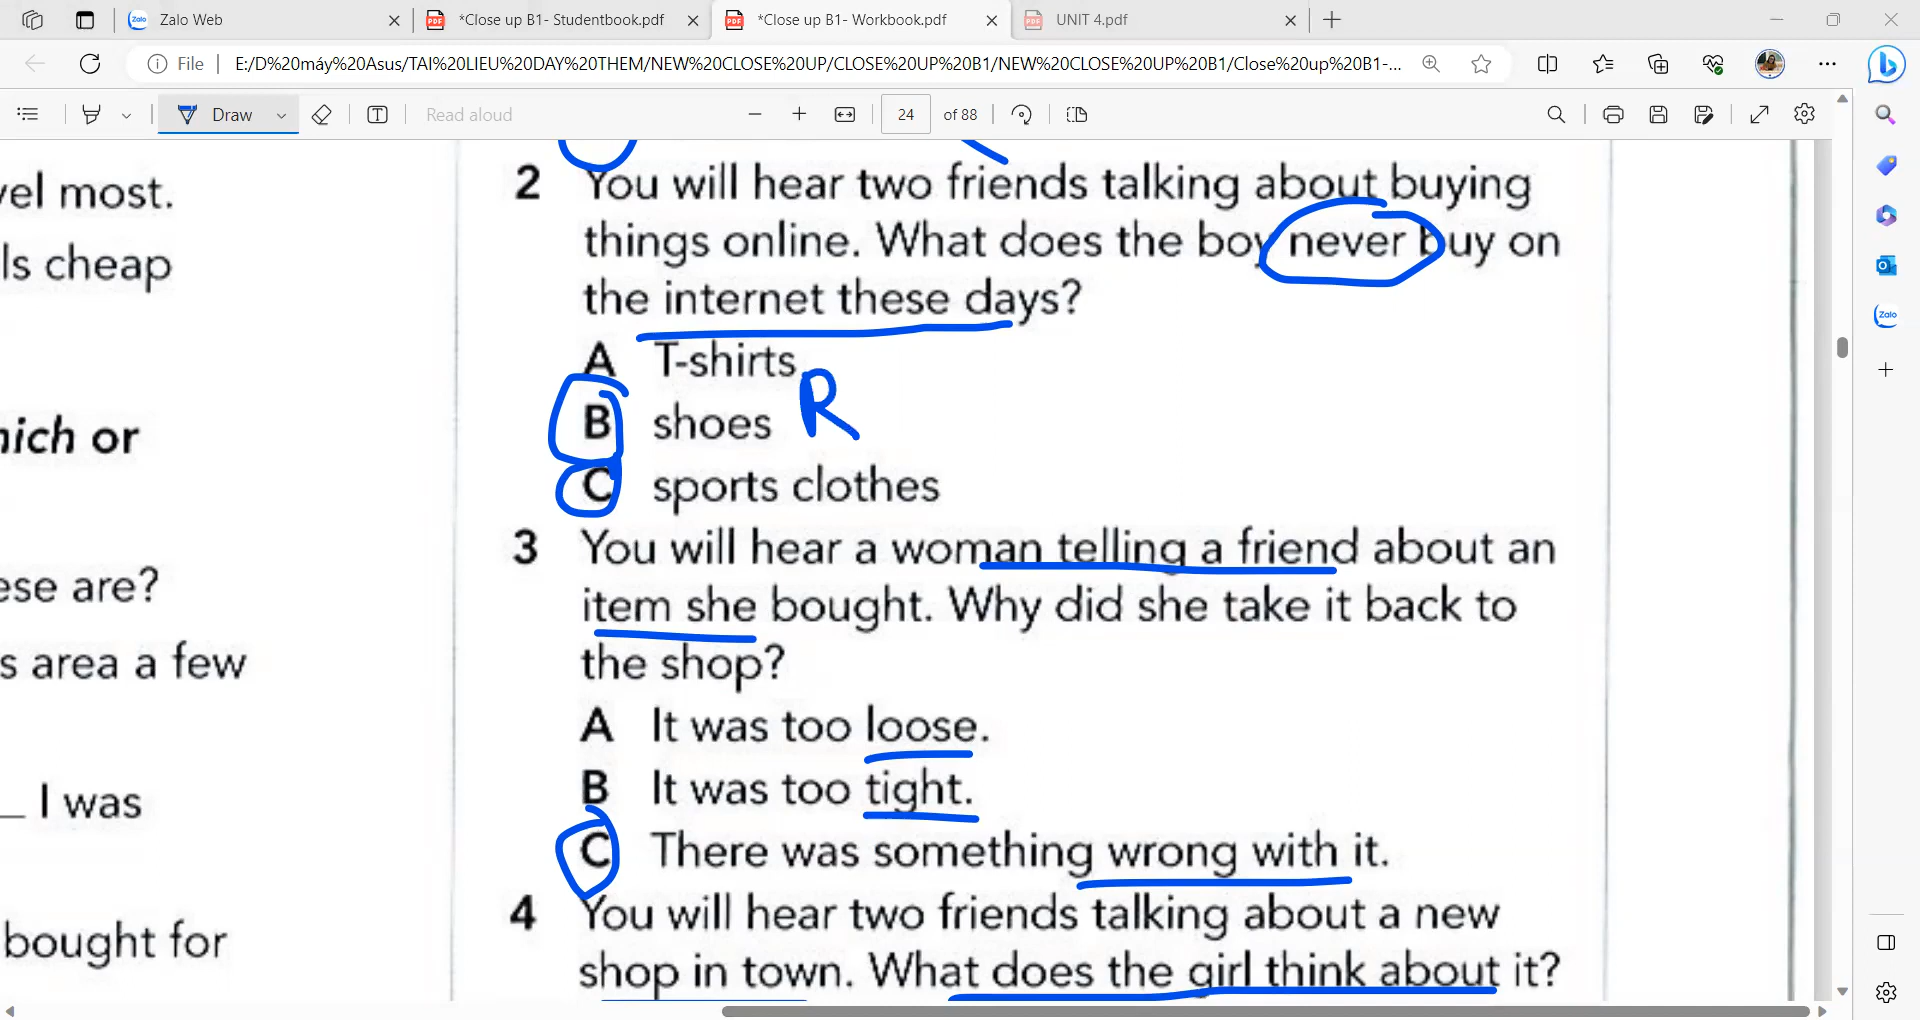 Zalo Web
*Close up B1- Studentbook.pdf
*Close up B1- Workbook.pdf
UNIT 4.pdf
File
E:/D%20máy%20Asus/TAI%20LIEU%20DAY%20THEM/NEW%20CLOSE%20UP/CLOSE%20UP%20B1/NEW%20CLOSE%20UP%20B1/Close%20up%20B1-...
Draw
Read aloud
24
of 88
vel most.
ls cheap
hich or
ese are?
s area a few
__ I was
bought for
2 You will hear two friends talking about buying
things online. What does the boy never buy on
the internet these days?
A T-shirts
B shoes R
C sports clothes
3 You will hear a woman telling a friend about an
item she bought. Why did she take it back to
the shop?
A It was too loose.
B It was too tight.
C There was something wrong with it.
4 You will hear two friends talking about a new
shop in town. What does the girl think about it?